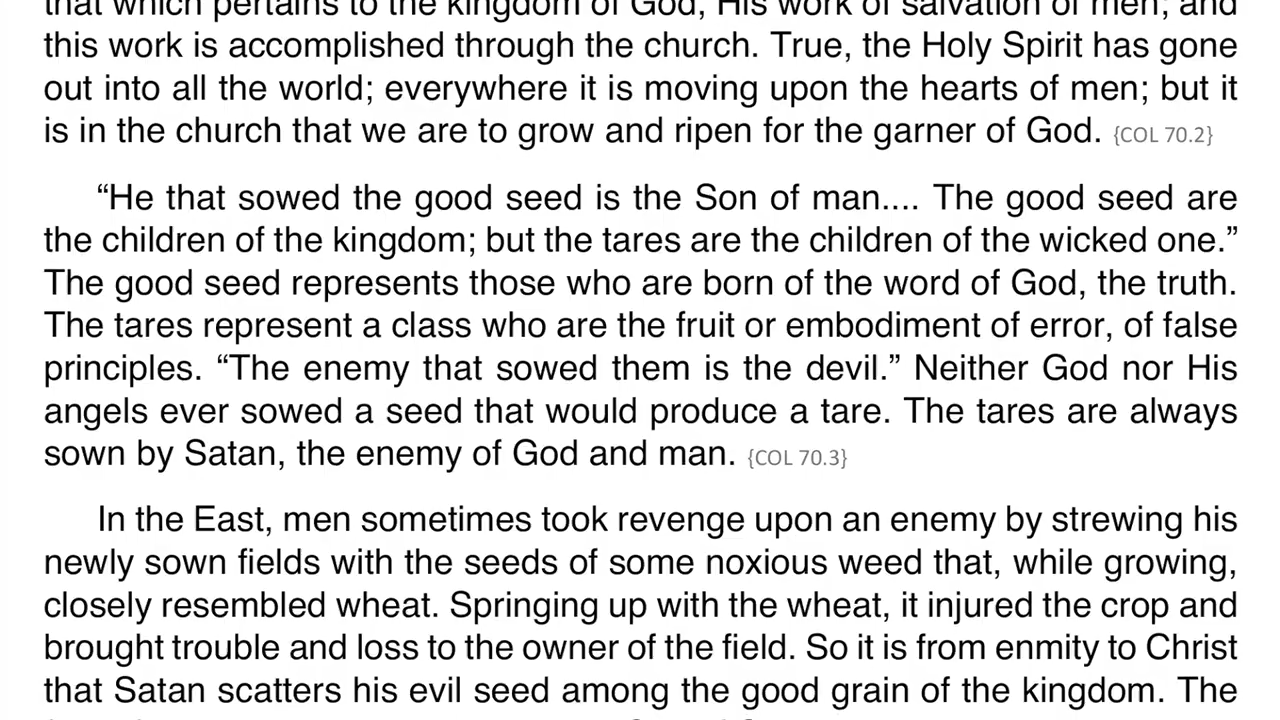 that which pertains to the kingdom of God, His work of salvation of men; and
this work is accomplished through the church. True, the Holy Spirit has gone
out into all the world; everywhere it is moving upon the hearts of men; but it
is in the church that we are to grow and ripen for the garner of God. {COL 70.2}
“He that sowed the good seed is the Son of man.... The good seed are
the children of the kingdom; but the tares are the children of the wicked one.”
The good seed represents those who are born of the word of God, the truth.
The tares represent a class who are the fruit or embodiment of error, of false
principles. “The enemy that sowed them is the devil.” Neither God nor His
angels ever sowed a seed that would produce a tare. The tares are always
sown by Satan, the enemy of God and man. {COL 70.3}
In the East, men sometimes took revenge upon an enemy by strewing his
newly sown fields with the seeds of some noxious weed that, while growing,
closely resembled wheat. Springing up with the wheat, it injured the crop and
brought trouble and loss to the owner of the field. So it is from enmity to Christ
that Satan scatters his evil seed among the good grain of the kingdom. The